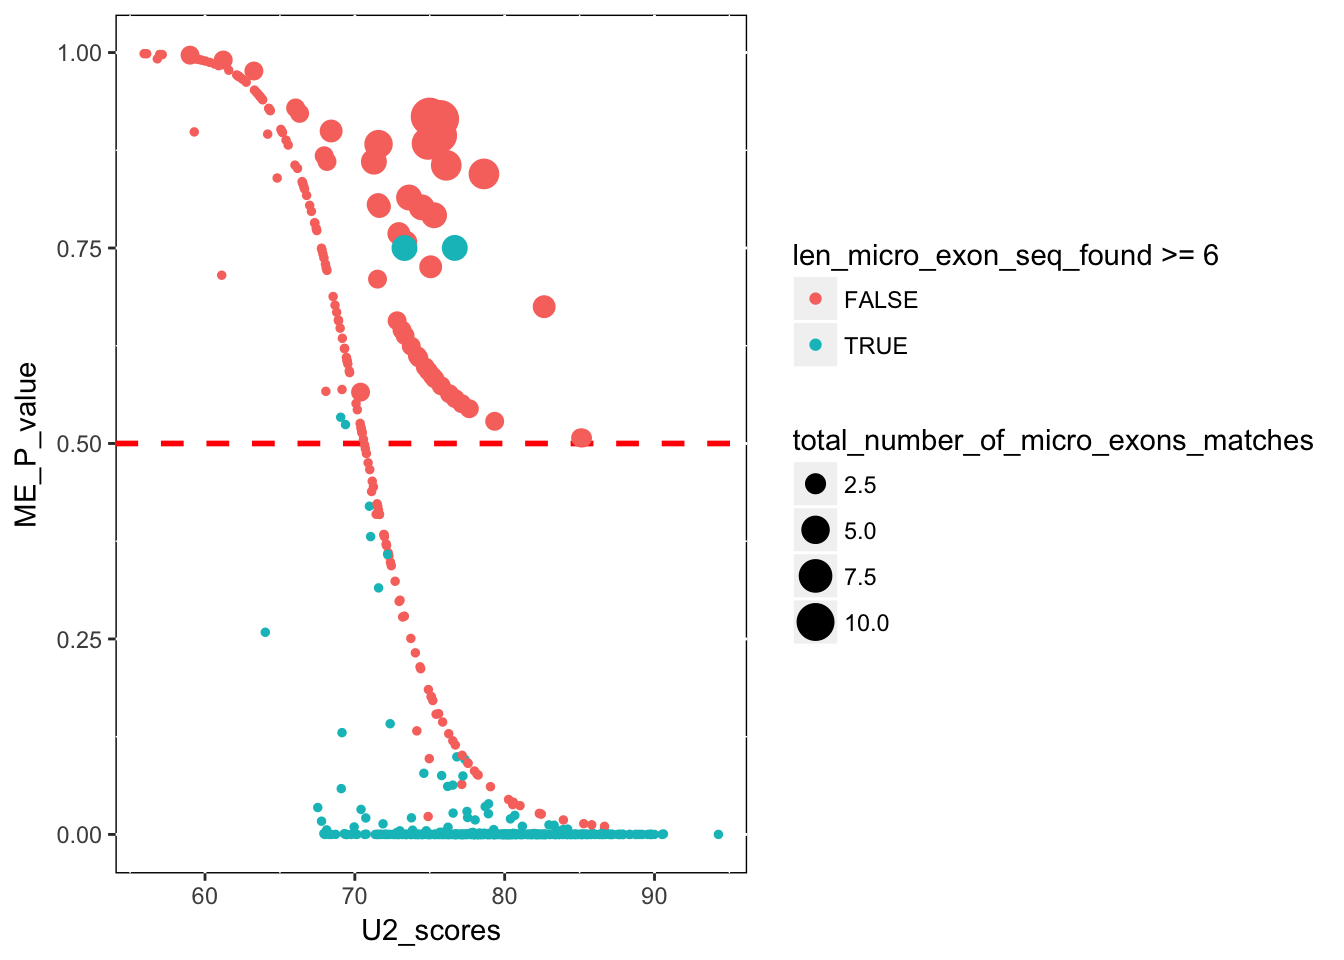 1.00
0.75
0.50
0.25
0.00
ME_P_value
60
70
80
90
U2_scores
len_micro_exon_seq_found >= 6
FALSE
TRUE
total_number_of_micro_exons_matches
2.5
5.0
7.5
10.0